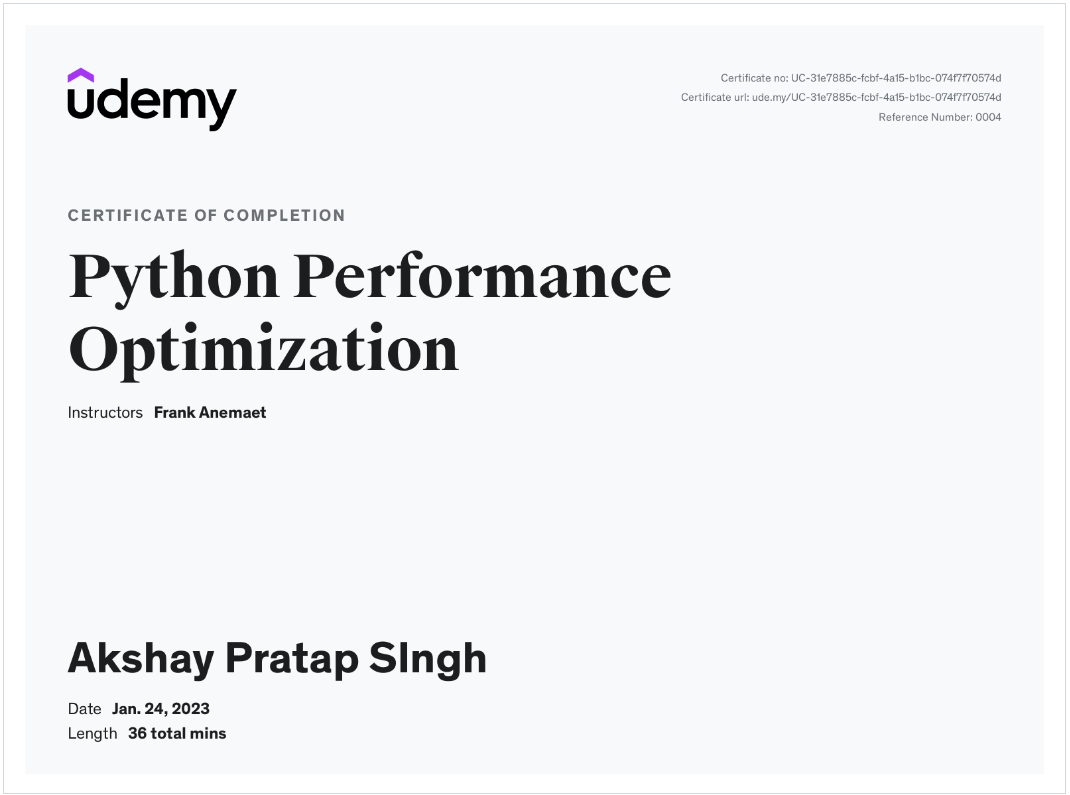 udemy
Certificate no: UC-31e7885c-fcbf-4a15-b1bc-074f7f70574d
Certificate url: ude.my/UC-31e7885c-fcbf-4a15-b1bc-074f7f70574d
Reference Number: 0004
CERTIFICATE OF COMPLETION
Python Performance
Optimization
Instructors Frank Anemaet
Akshay Pratap SIngh
Date Jan. 24, 2023
Length 36 total mins